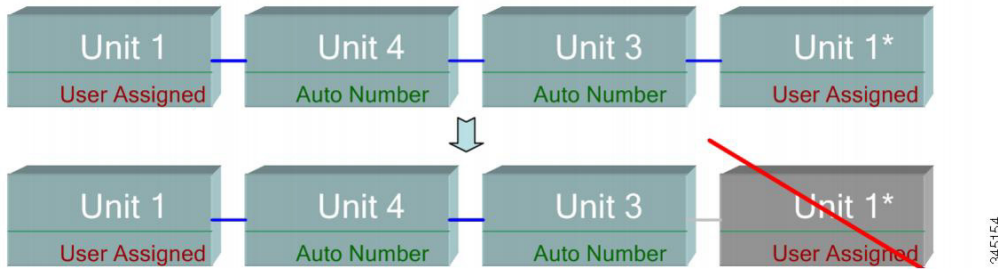 Unit 1 Unit 4 Unit 3 Unit 1*
User Assigned Auto Number Auto Number User Assigned
Unit 1 Unit 4 Unit 3 Unit 1*
User Assigned Auto Number Auto Number User Assigned
345154